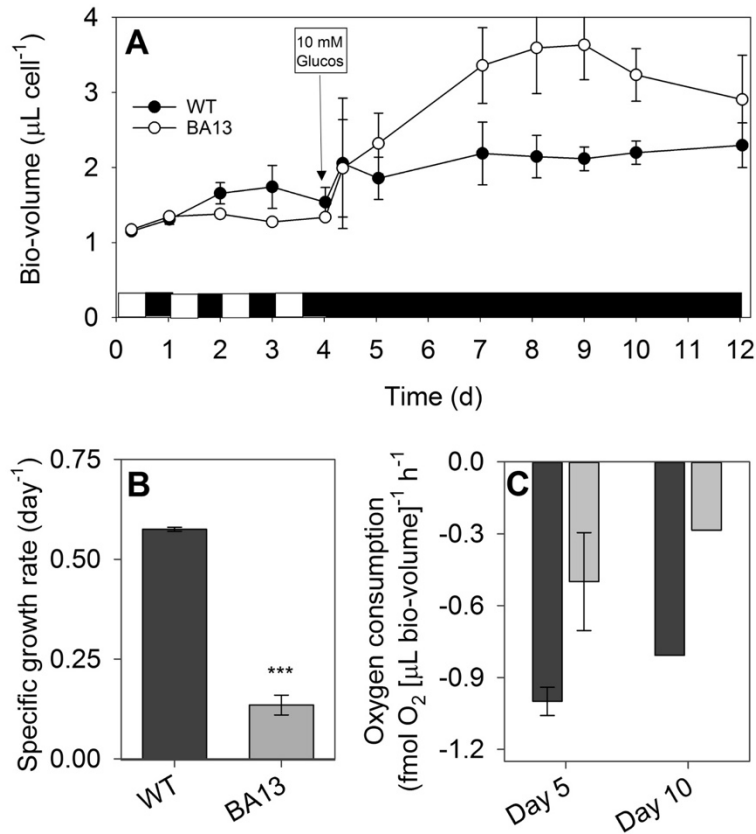 A
10 mM
Glucos
WT
BA13
Bio-volume (μL cell⁻¹)
4
3
2
1
0
0 1 2 3 4 5 6 7 8 9 10 11 12
Time (d)
B
Specific growth rate (day⁻¹)
0.75
0.50
0.25
0.00
***
WT
BA13
C
Oxygen consumption
(fmol O₂ [μL bio-volume]⁻¹ h⁻¹
0.0
-0.3
-0.6
-0.9
-1.2
Day 5
Day 10